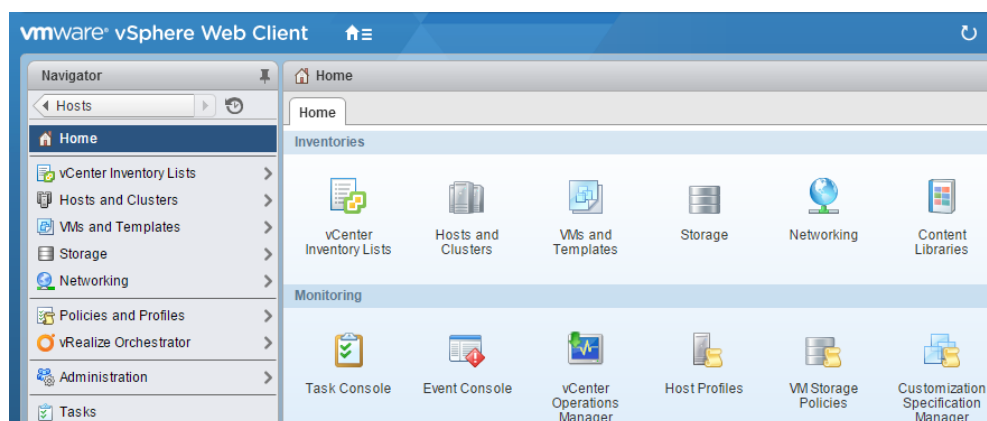 vmware® vSphere Web Client
Navigator
Hosts
Home
vCenter Inventory Lists
Hosts and Clusters
VMs and Templates
Storage
Networking
Policies and Profiles
vRealize Orchestrator
Administration
Tasks
Home
Home
Inventories
vCenter
Inventory Lists
Hosts and
Clusters
VMs and
Templates
Storage
Networking
Content
Libraries
Monitoring
Task Console
Event Console
vCenter
Operations
Manager
Host Profiles
VM Storage
Policies
Customization
Specification
Manager